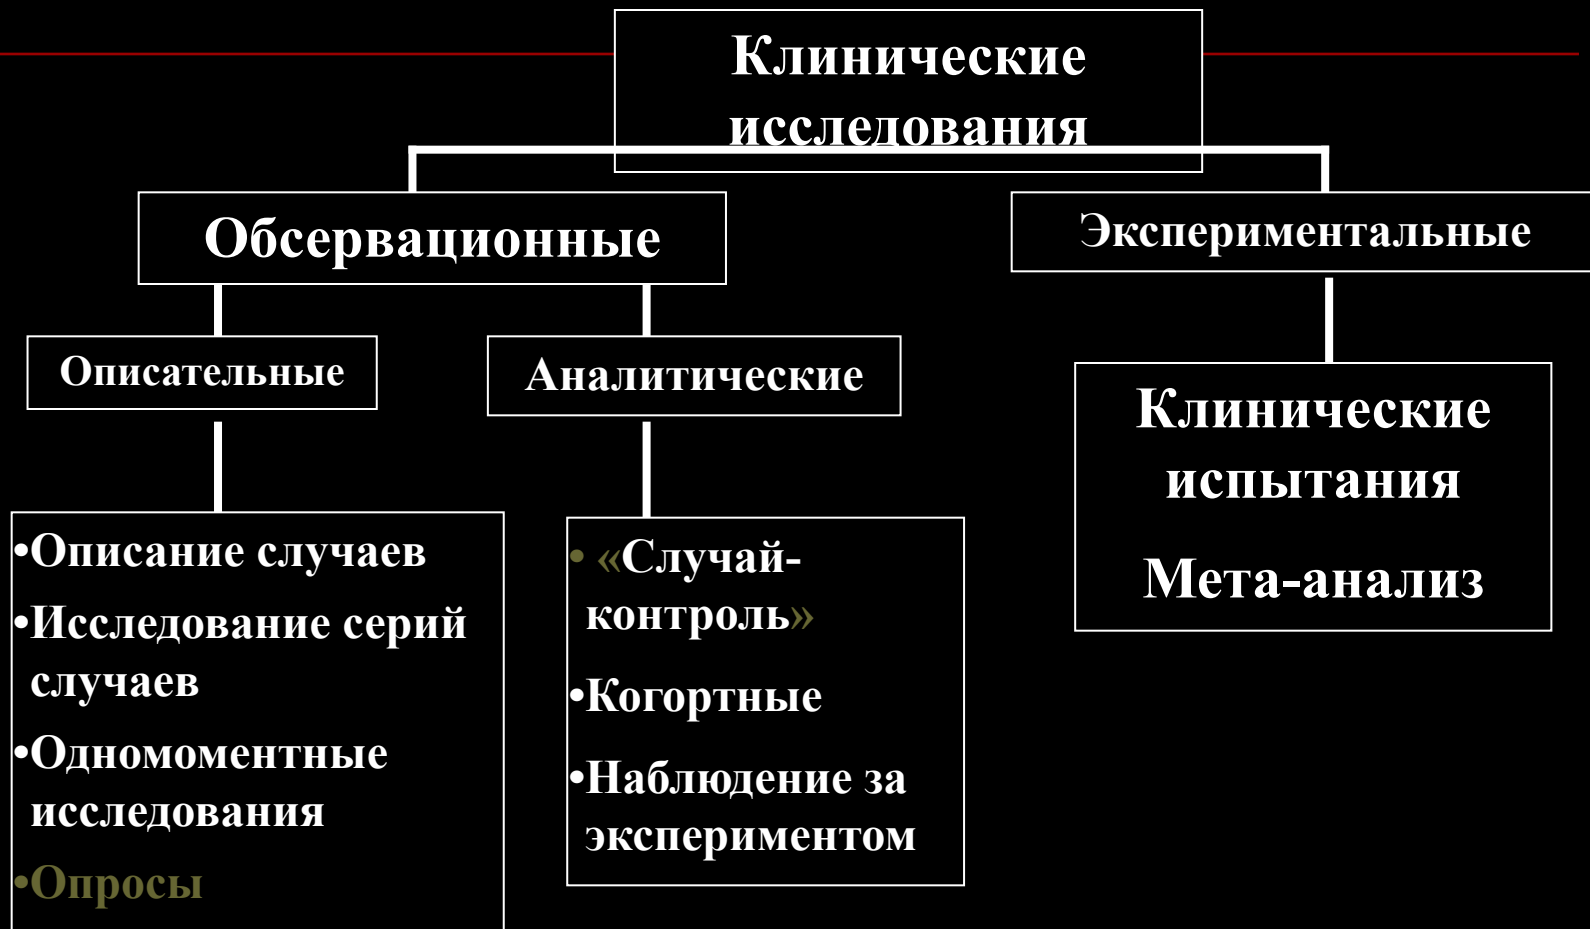 Клинические
исследования
Обсервационные
Экспериментальные
Описательные
Аналитические
Клинические
испытания
Мета-анализ
•Описание случаев
•Исследование серий
случаев
•Одномоментные
исследования
•Опросы
• «Случай-
контроль»
•Когортные
•Наблюдение за
экспериментом